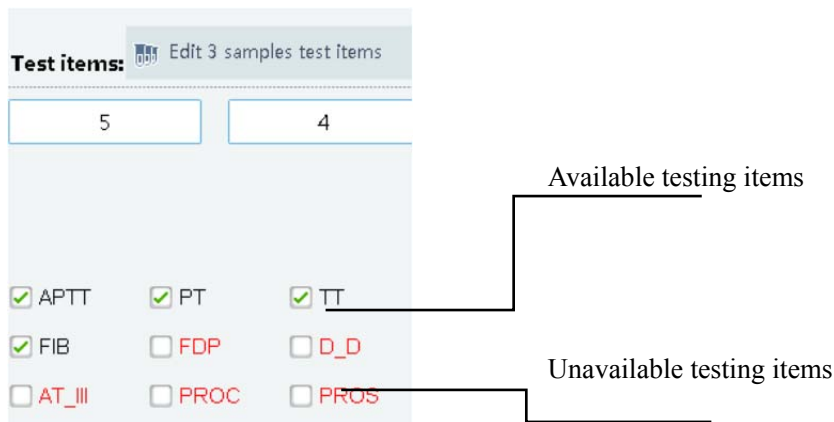 Test items: Edit 3 samples test items
5 4
Available testing items
APTT PT TT
FIB FDP D_D
Unavailable testing items
AT_III PROC PROS